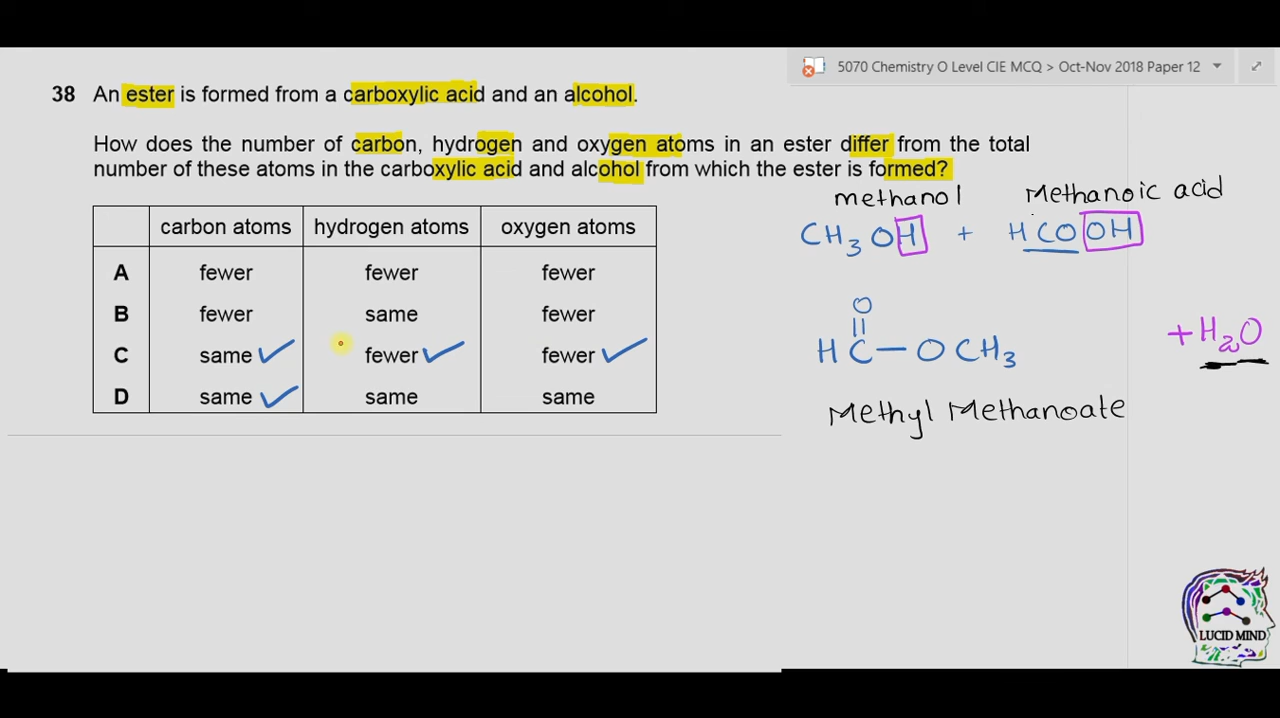 5070 Chemistry O Level CIE MCQ > Oct-Nov 2018 Paper 12
38 An ester is formed from a carboxylic acid and an alcohol.
How does the number of carbon, hydrogen and oxygen atoms in an ester differ from the total
number of these atoms in the carboxylic acid and alcohol from which the ester is formed?
carbon atoms hydrogen atoms oxygen atoms
A fewer fewer fewer
B fewer same fewer
C same fewer fewer
D same same same
methanol Methanoic acid
CH3 OH + HCOOH
O
HC — O CH3 + H2O
Methyl Methanoate
LUCID MIND